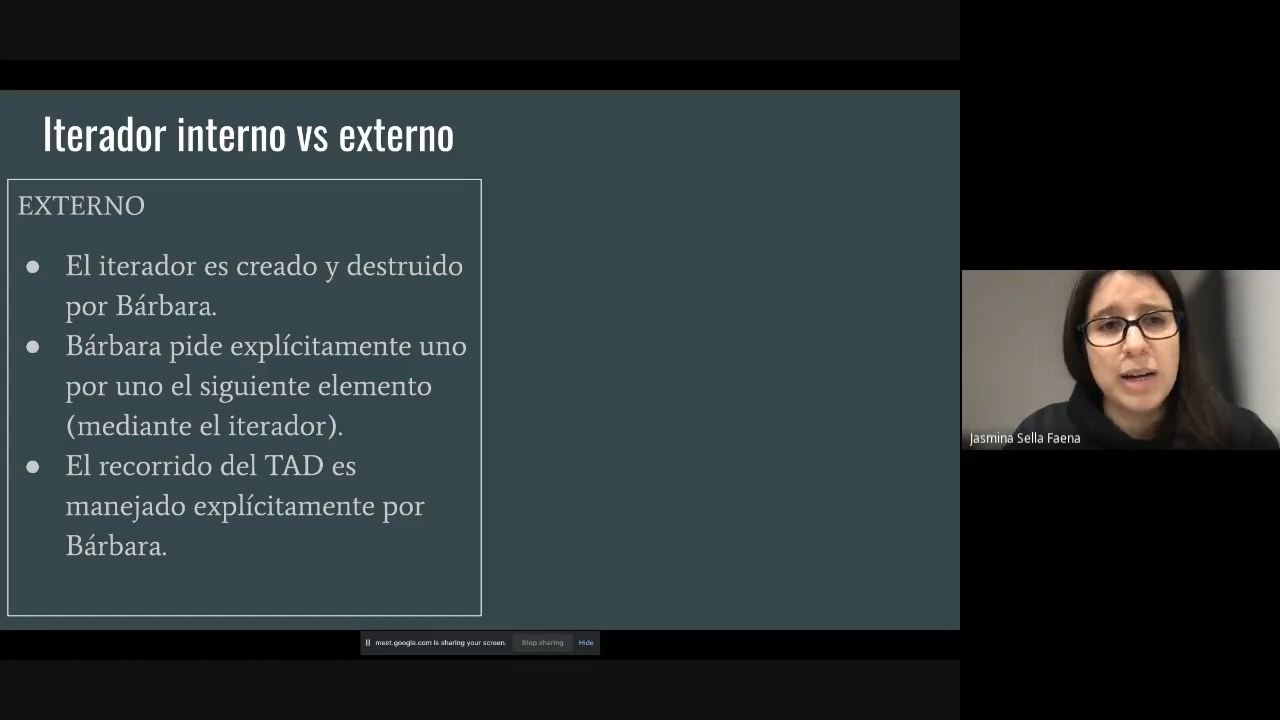 Iterador interno vs externo
EXTERNO
● El iterador es creado y destruido
por Bárbara.
● Bárbara pide explícitamente uno
por uno el siguiente elemento
(mediante el iterador).
● El recorrido del TAD es
manejado explícitamente por
Bárbara.
Jasmina Sella Faena
meet.google.com is sharing your screen. Stop sharing Hide